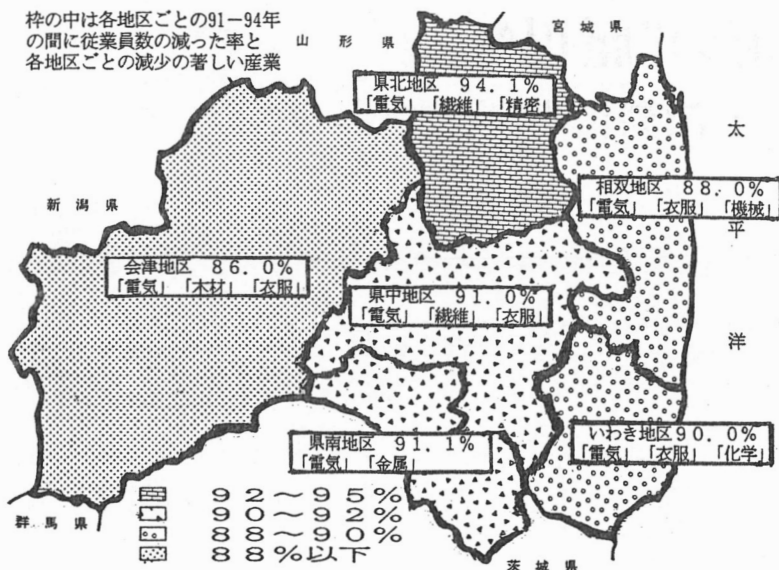 枠の中は各地区ごとの91−94年
の間に従業員数の減った率と
各地区ごとの減少の著しい産業
山形県
宮城県
県北地区 94.1%
「電気」「繊維」「精密」
太平洋
新潟県
相双地区 88.0%
「電気」「衣服」「機械」
会津地区 86.0%
「電気」「木材」「衣服」
県中地区 91.0%
「電気」「繊維」「衣服」
県南地区 91.1%
「電気」「金属」
いわき地区90.0%
「電気」「衣服」「化学」
92〜95%
90〜92%
88〜90%
88%以下
群馬県
茨城県